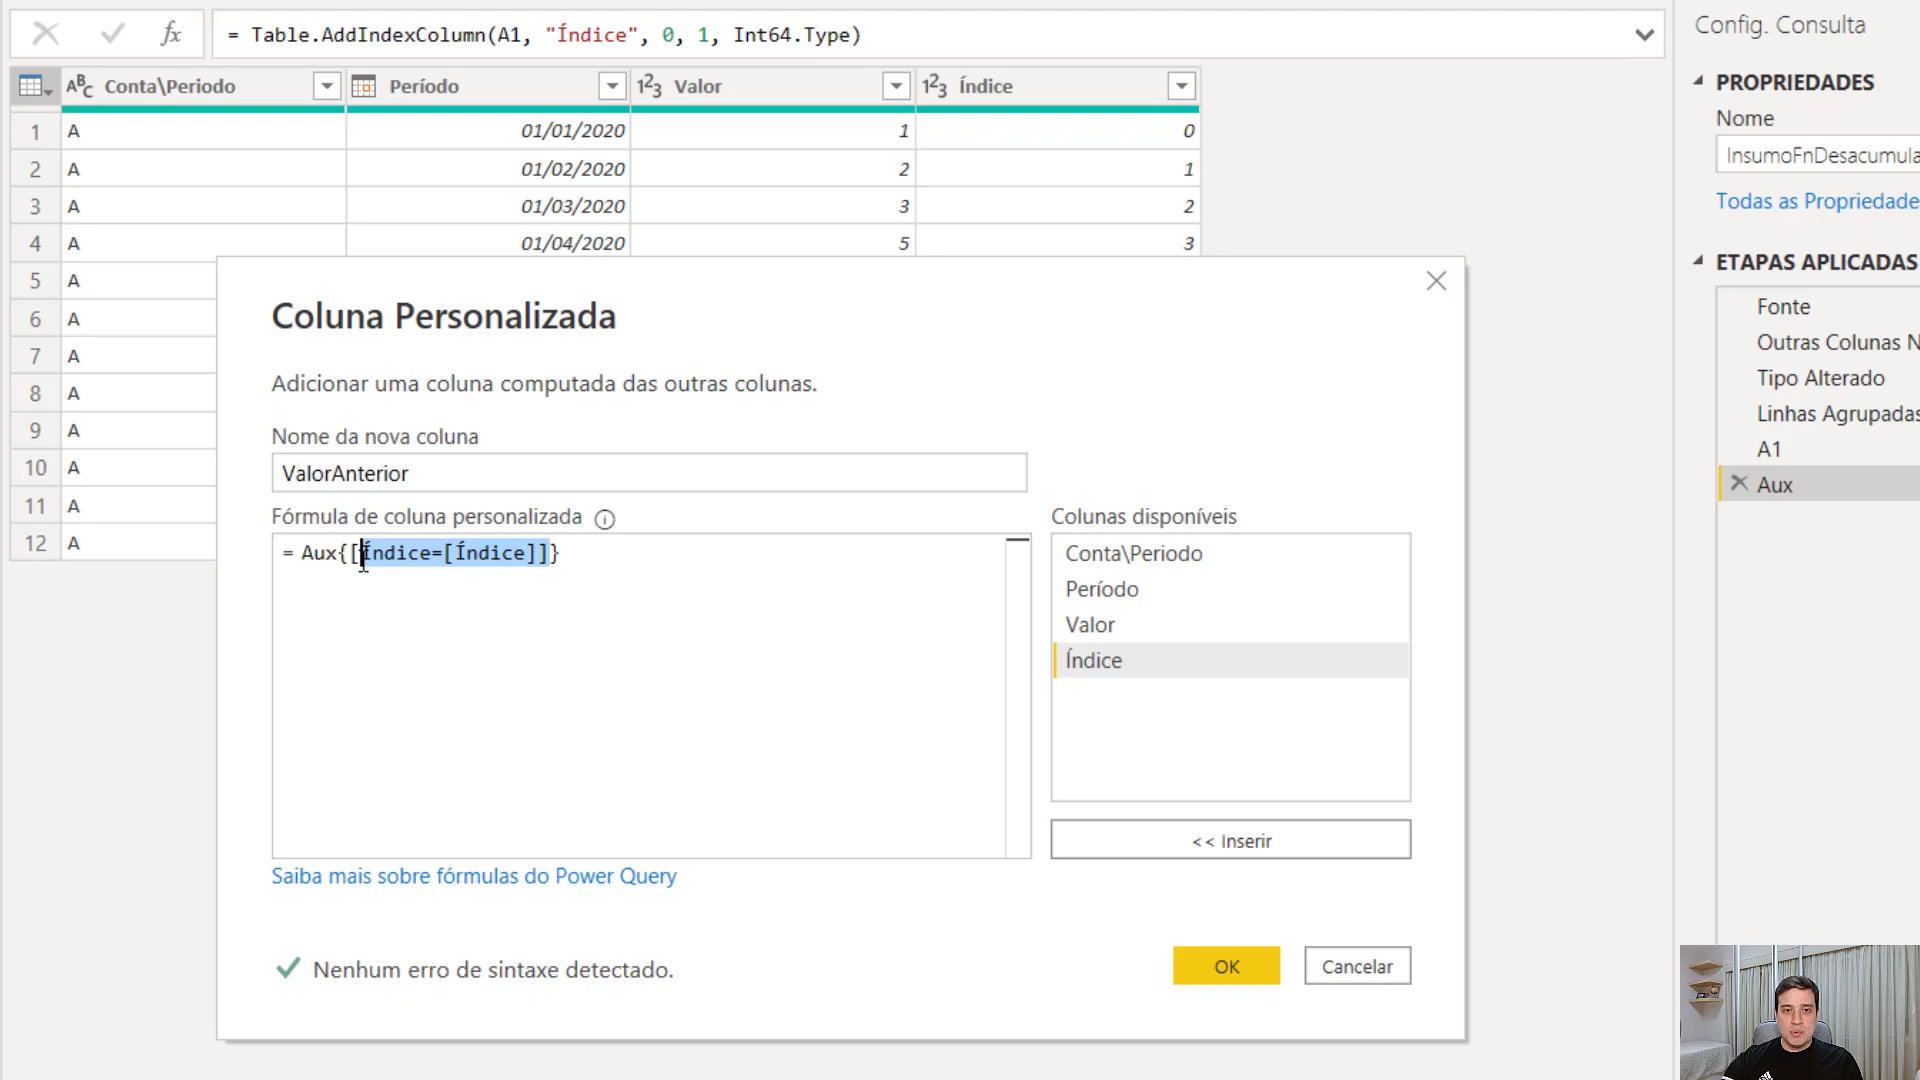 = Table.AddIndexColumn(A1, "Índice", 0, 1, Int64.Type)
Conta\Periodo Período Valor Índice
1 A 01/01/2020 1 0
2 A 01/02/2020 2 1
3 A 01/03/2020 3 2
4 A 01/04/2020 5 3
5 A
6 A
7 A
8 A
9 A
10 A
11 A
12 A
Coluna Personalizada
Adicionar uma coluna computada das outras colunas.
Nome da nova coluna
ValorAnterior
Fórmula de coluna personalizada
= Aux{[Índice=[Índice]]}
Saiba mais sobre fórmulas do Power Query
Nenhum erro de sintaxe detectado.
Colunas disponíveis
Conta\Periodo
Período
Valor
Índice
<< Inserir
OK Cancelar
Config. Consulta
PROPRIEDADES
Nome
InsumoFnDesacumula
Todas as Propriedade
ETAPAS APLICADAS
Fonte
Outras Colunas N
Tipo Alterado
Linhas Agrupadas
A1
Aux